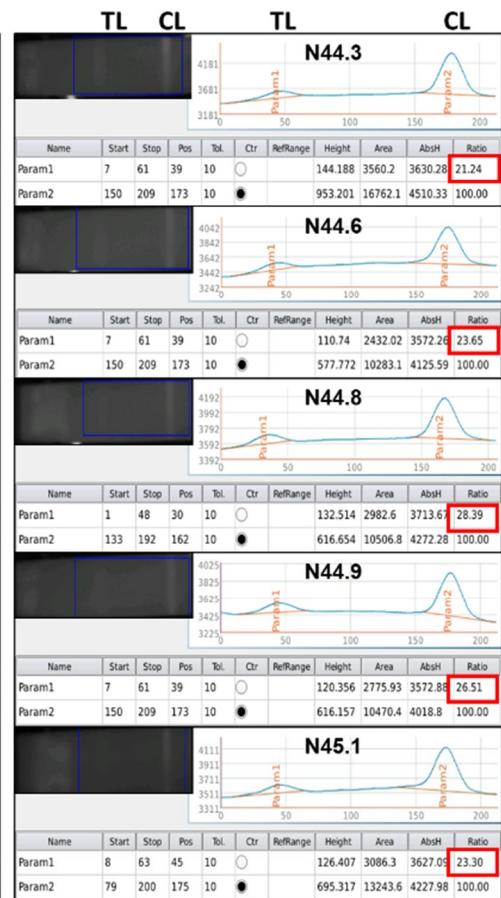 TL CL TL CL
N44.3
4181
3681
3181
Param1
Param2
50 100 150 200
Name Start Stop Pos Tol. Ctr RefRange Height Area AbsH Ratio
Param1 7 61 39 10 144.188 3560.2 3630.28 21.24
Param2 150 209 173 10 953.201 16762.1 4510.33 100.00
N44.6
4042
3842
3642
3442
3242
Param1
Param2
0 50 100 150 200
Name Start Stop Pos Tol. Ctr RefRange Height Area AbsH Ratio
Param1 7 61 39 10 110.74 2432.02 3572.26 23.65
Param2 150 209 173 10 577.772 10283.1 4125.59 100.00
N44.8
4192
3992
3792
3592
3392
Param1
Param2
0 50 100 150 200
Name Start Stop Pos Tol. Ctr RefRange Height Area AbsH Ratio
Param1 1 48 30 10 132.514 2982.6 3713.67 28.39
Param2 133 192 162 10 616.654 10506.8 4272.28 100.00
N44.9
4025
3825
3625
3425
3225
Param1
Param2
0 50 100 150 200
Name Start Stop Pos Tol. Ctr RefRange Height Area AbsH Ratio
Param1 7 61 39 10 120.356 2775.93 3572.88 26.51
Param2 150 209 173 10 616.157 10470.4 4018.8 100.00
N45.1
4111
3911
3711
3511
3311
Param1
Param2
0 50 100 150 200
Name Start Stop Pos Tol. Ctr RefRange Height Area AbsH Ratio
Param1 8 63 45 10 126.407 3086.3 3627.09 23.30
Param2 79 200 175 10 695.317 13243.6 4227.98 100.00